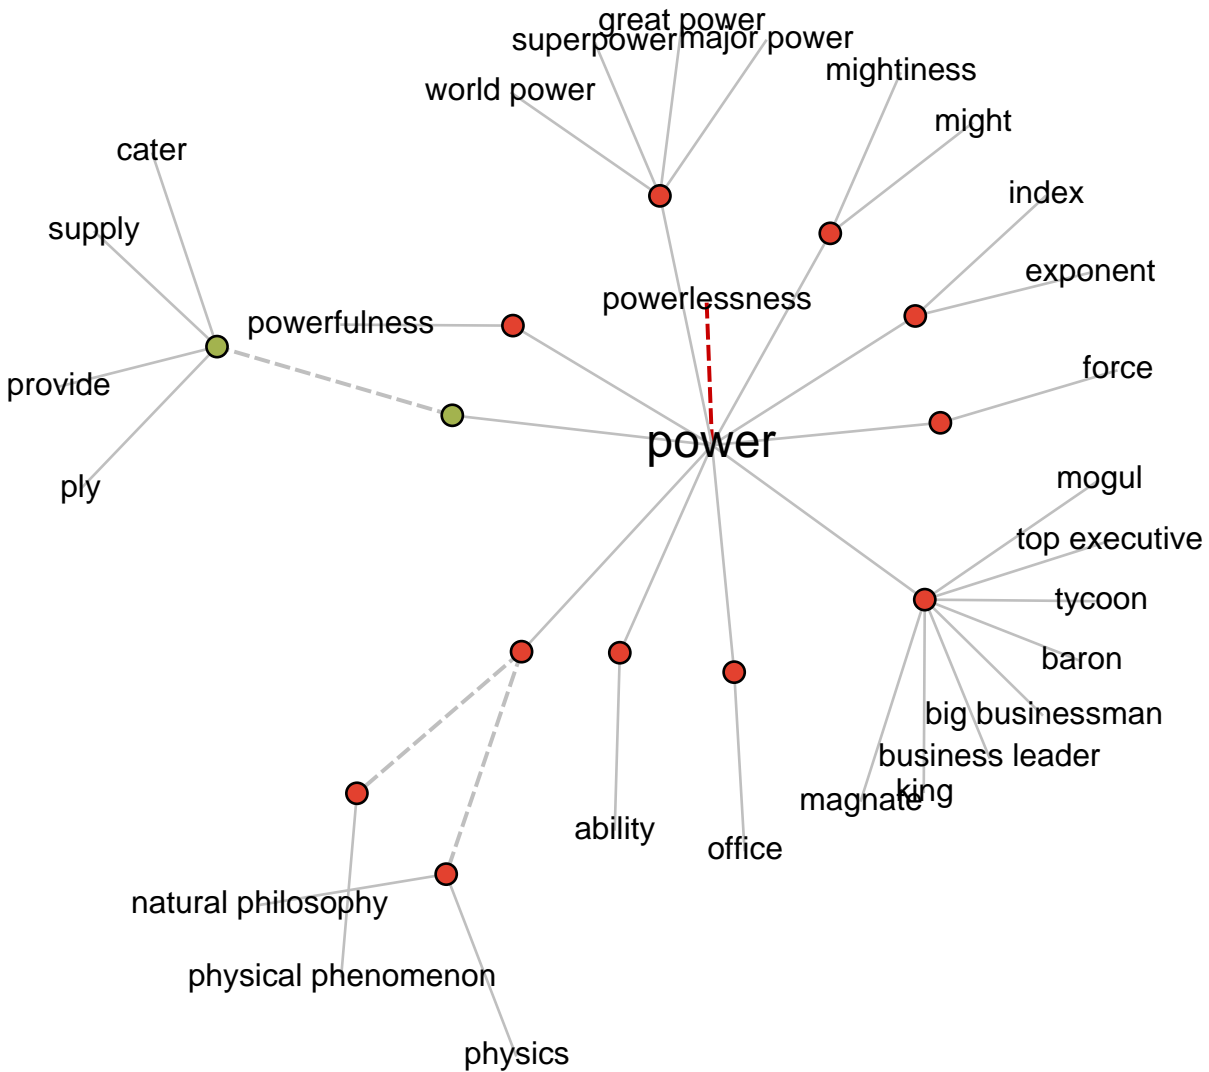 great power
superpower
major power
mightiness
world power
might
cater
index
supply
exponent
powerlessness
powerfulness
force
provide
power
mogul
ply
top executive
tycoon
baron
big businessman
business leader
king
magnate
ability
office
natural philosophy
physical phenomenon
physics